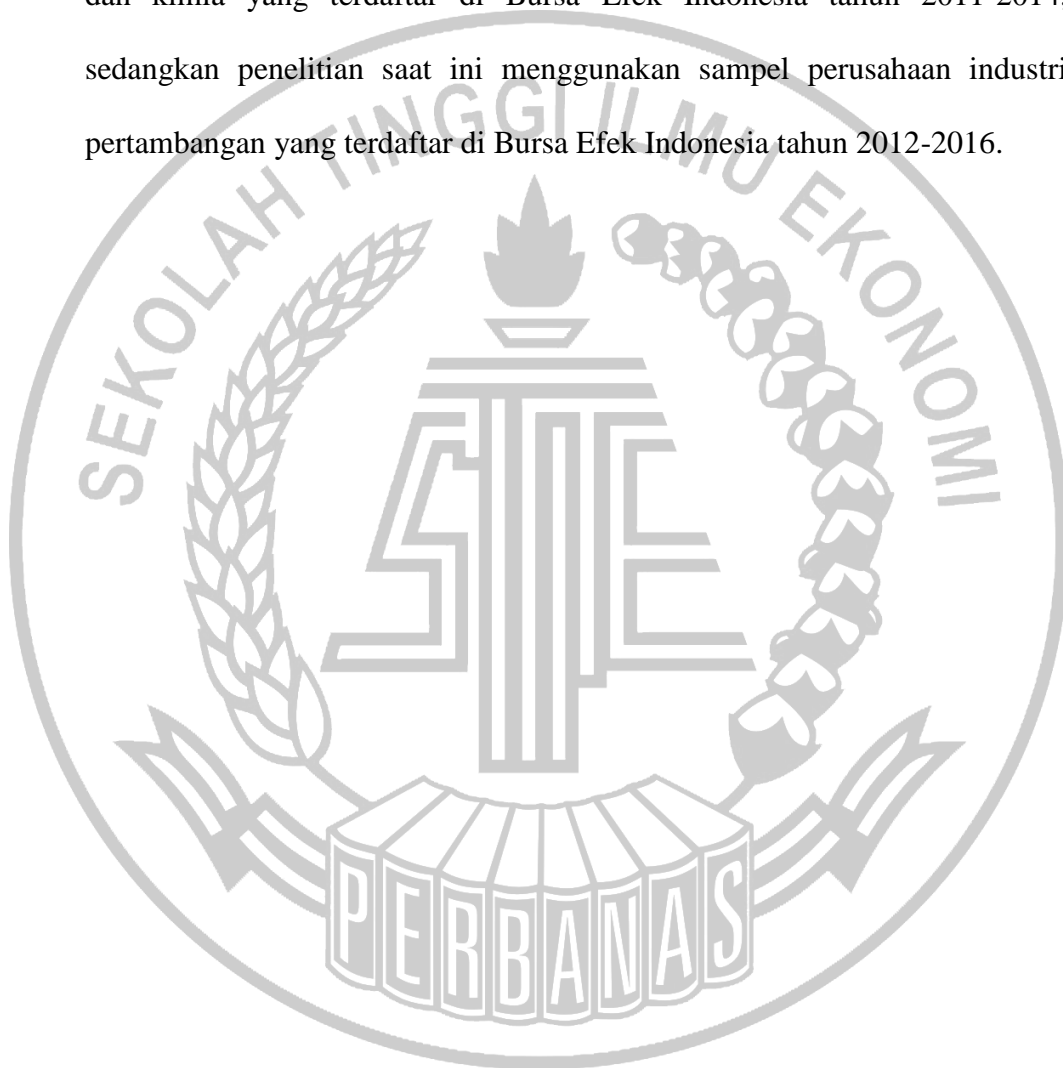 dan kimia yang terdaftar di Bursa Efek Indonesia tahun 2011-2014,
sedangkan penelitian saat ini menggunakan sampel perusahaan industri
pertambangan yang terdaftar di Bursa Efek Indonesia tahun 2012-2016.
SEKOLAH TINGGI ILMU EKONOMI
STIE
PERBANAS